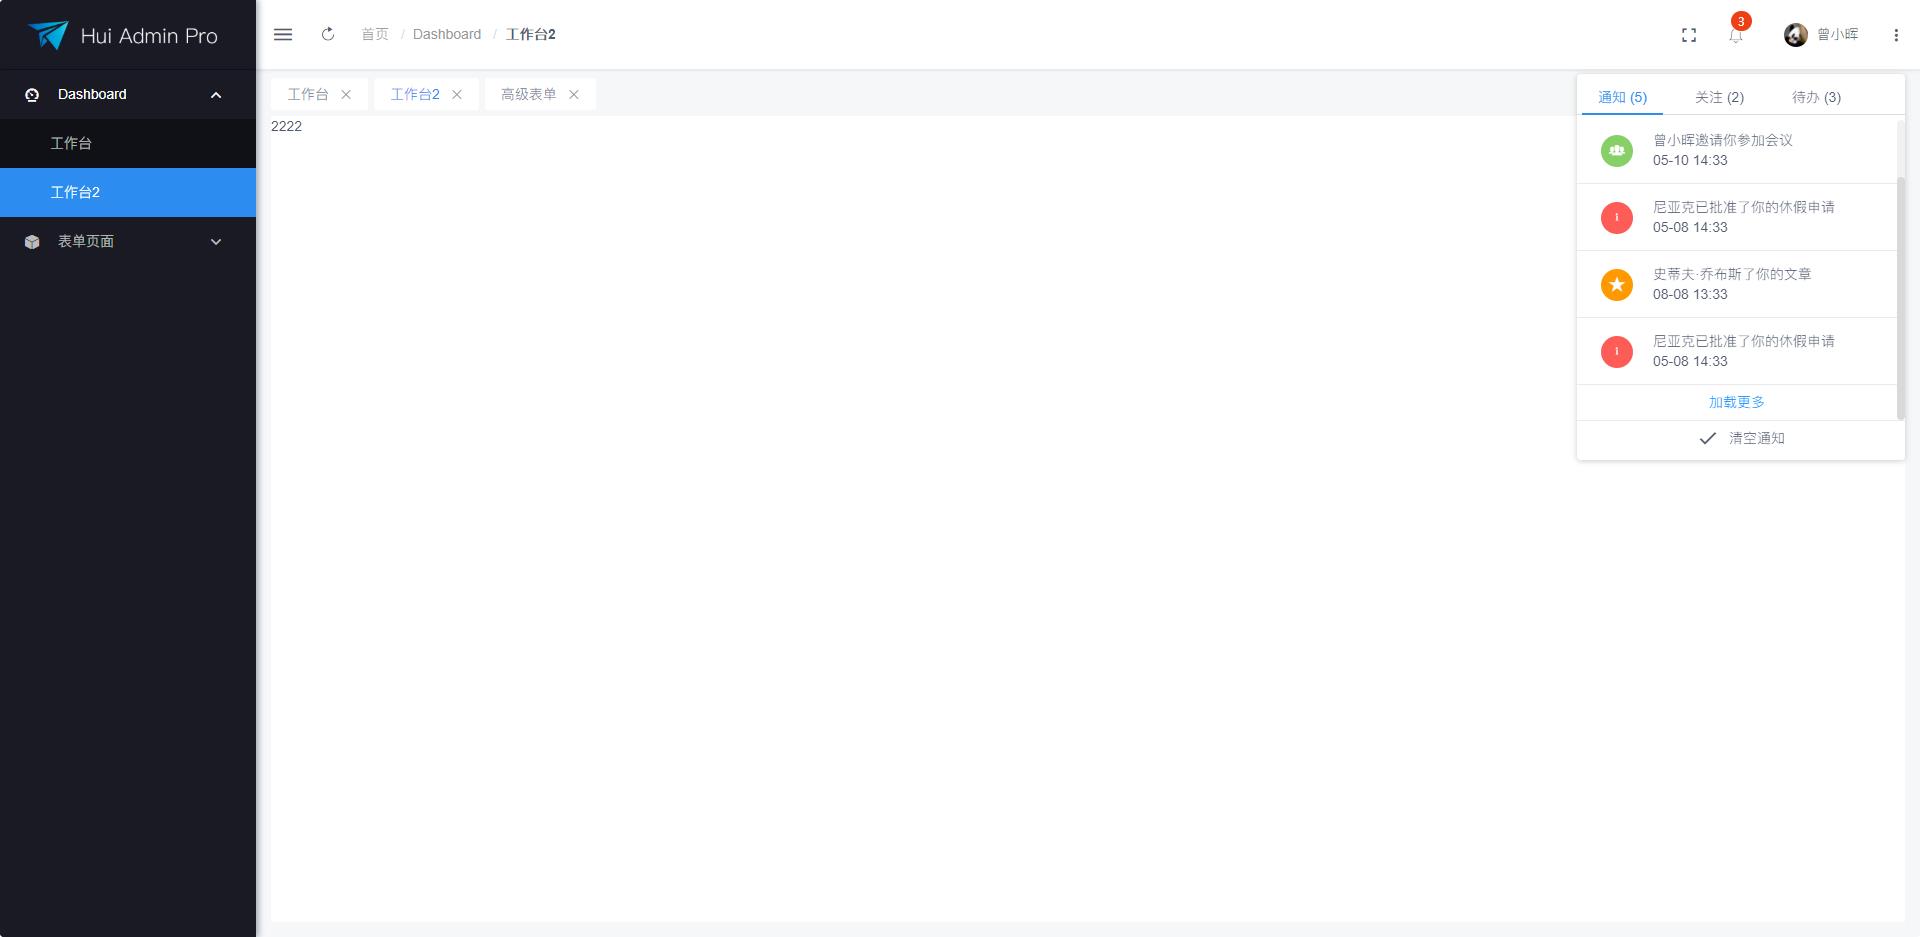 Hui Admin Pro
Dashboard
工作台
工作台2
表单页面
首页 / Dashboard / 工作台2
3
曾小晖
工作台
工作台2
高级表单
2222
通知 (5)
关注 (2)
待办 (3)
曾小晖邀请你参加会议
05-10 14:33
尼亚克已批准了你的休假申请
05-08 14:33
史蒂夫·乔布斯了你的文章
08-08 13:33
尼亚克已批准了你的休假申请
05-08 14:33
加载更多
清空通知